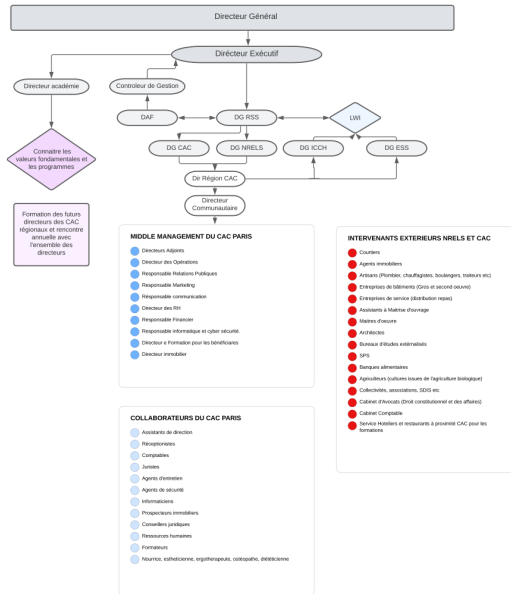 Directeur Général
Dirécteur Exécutif
Directeur académie
Controleur de Gestion
DAF
DG RSS
LWI
DG CAC
DG NRELS
DG ICCH
DG ESS
Connaitre les
valeurs fondamentales et
les programmes
Dir Région CAC
Directeur
Communautaire
Formation des futurs
directeurs des CAC
régionaux et rencontre
annuelle avec
l'ensemble des
directeurs
MIDDLE MANAGEMENT DU CAC PARIS
Directeurs Adjoints
Directeur des Opérations
Responsable Relations Publiques
Responsable Marketing
Résponsable communication
Directeur des RH
Responsable Financier
Responsable informatique et cyber sécurité.
Directeur e Formation pour les bénéficiaires
Directeur immobilier
INTERVENANTS EXTERIEURS NRELS ET CAC
Courtiers
Agents immobiliers
Artisans (Plombier, chauffagistes, boulangers, traiteurs etc)
Entreprises de bâtiments (Gros et second oeuvre)
Entreprises de service (distribution repas)
Assistants à Maitrise d'ouvrage
Maitres d'oeuvre
Architectes
Bureaux d'études externalisés
SPS
Banques alimentaires
Agriculteurs (cultures issues de l'agriculture biologique)
Collectivités, associations, SDIS etc
Cabinet d'Avocats (Droit constitutionnel et des affaires)
Cabinet Comptable
Service Hoteliers et restaurants à proximité CAC pour les
formations
COLLABORATEURS DU CAC PARIS
Assistants de direction
Réceptionistes
Comptables
Juristes
Agents d'entretien
Agents de sécurité
Informaticiens
Prospecteurs immobiliers
Conseillers juridiques
Ressources humaines
Formateurs
Nourrice, estheticienne, ergotherapeute, ostéopathe, diététicienne